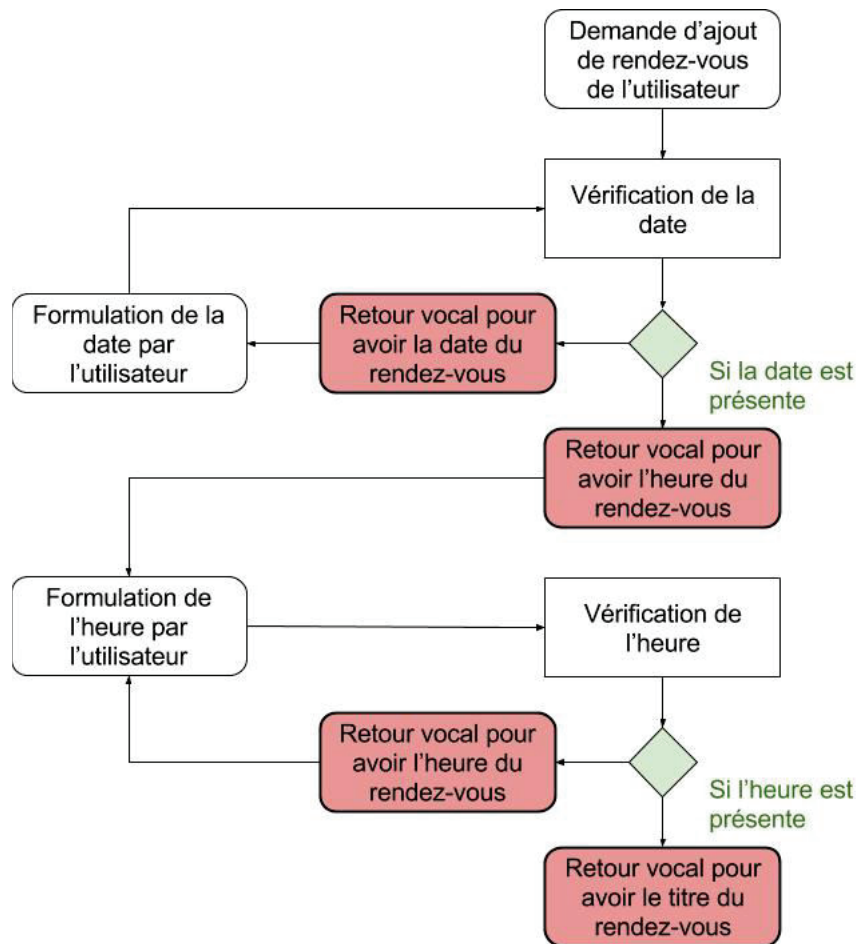 Demande d'ajout
de rendez-vous
de l'utilisateur
Vérification de la
date
Formulation de la
date par
l'utilisateur
Retour vocal pour
avoir la date du
rendez-vous
Si la date est
présente
Retour vocal pour
avoir l'heure du
rendez-vous
Formulation de
l'heure par
l'utilisateur
Vérification de
l'heure
Retour vocal pour
avoir l'heure du
rendez-vous
Si l'heure est
présente
Retour vocal pour
avoir le titre du
rendez-vous